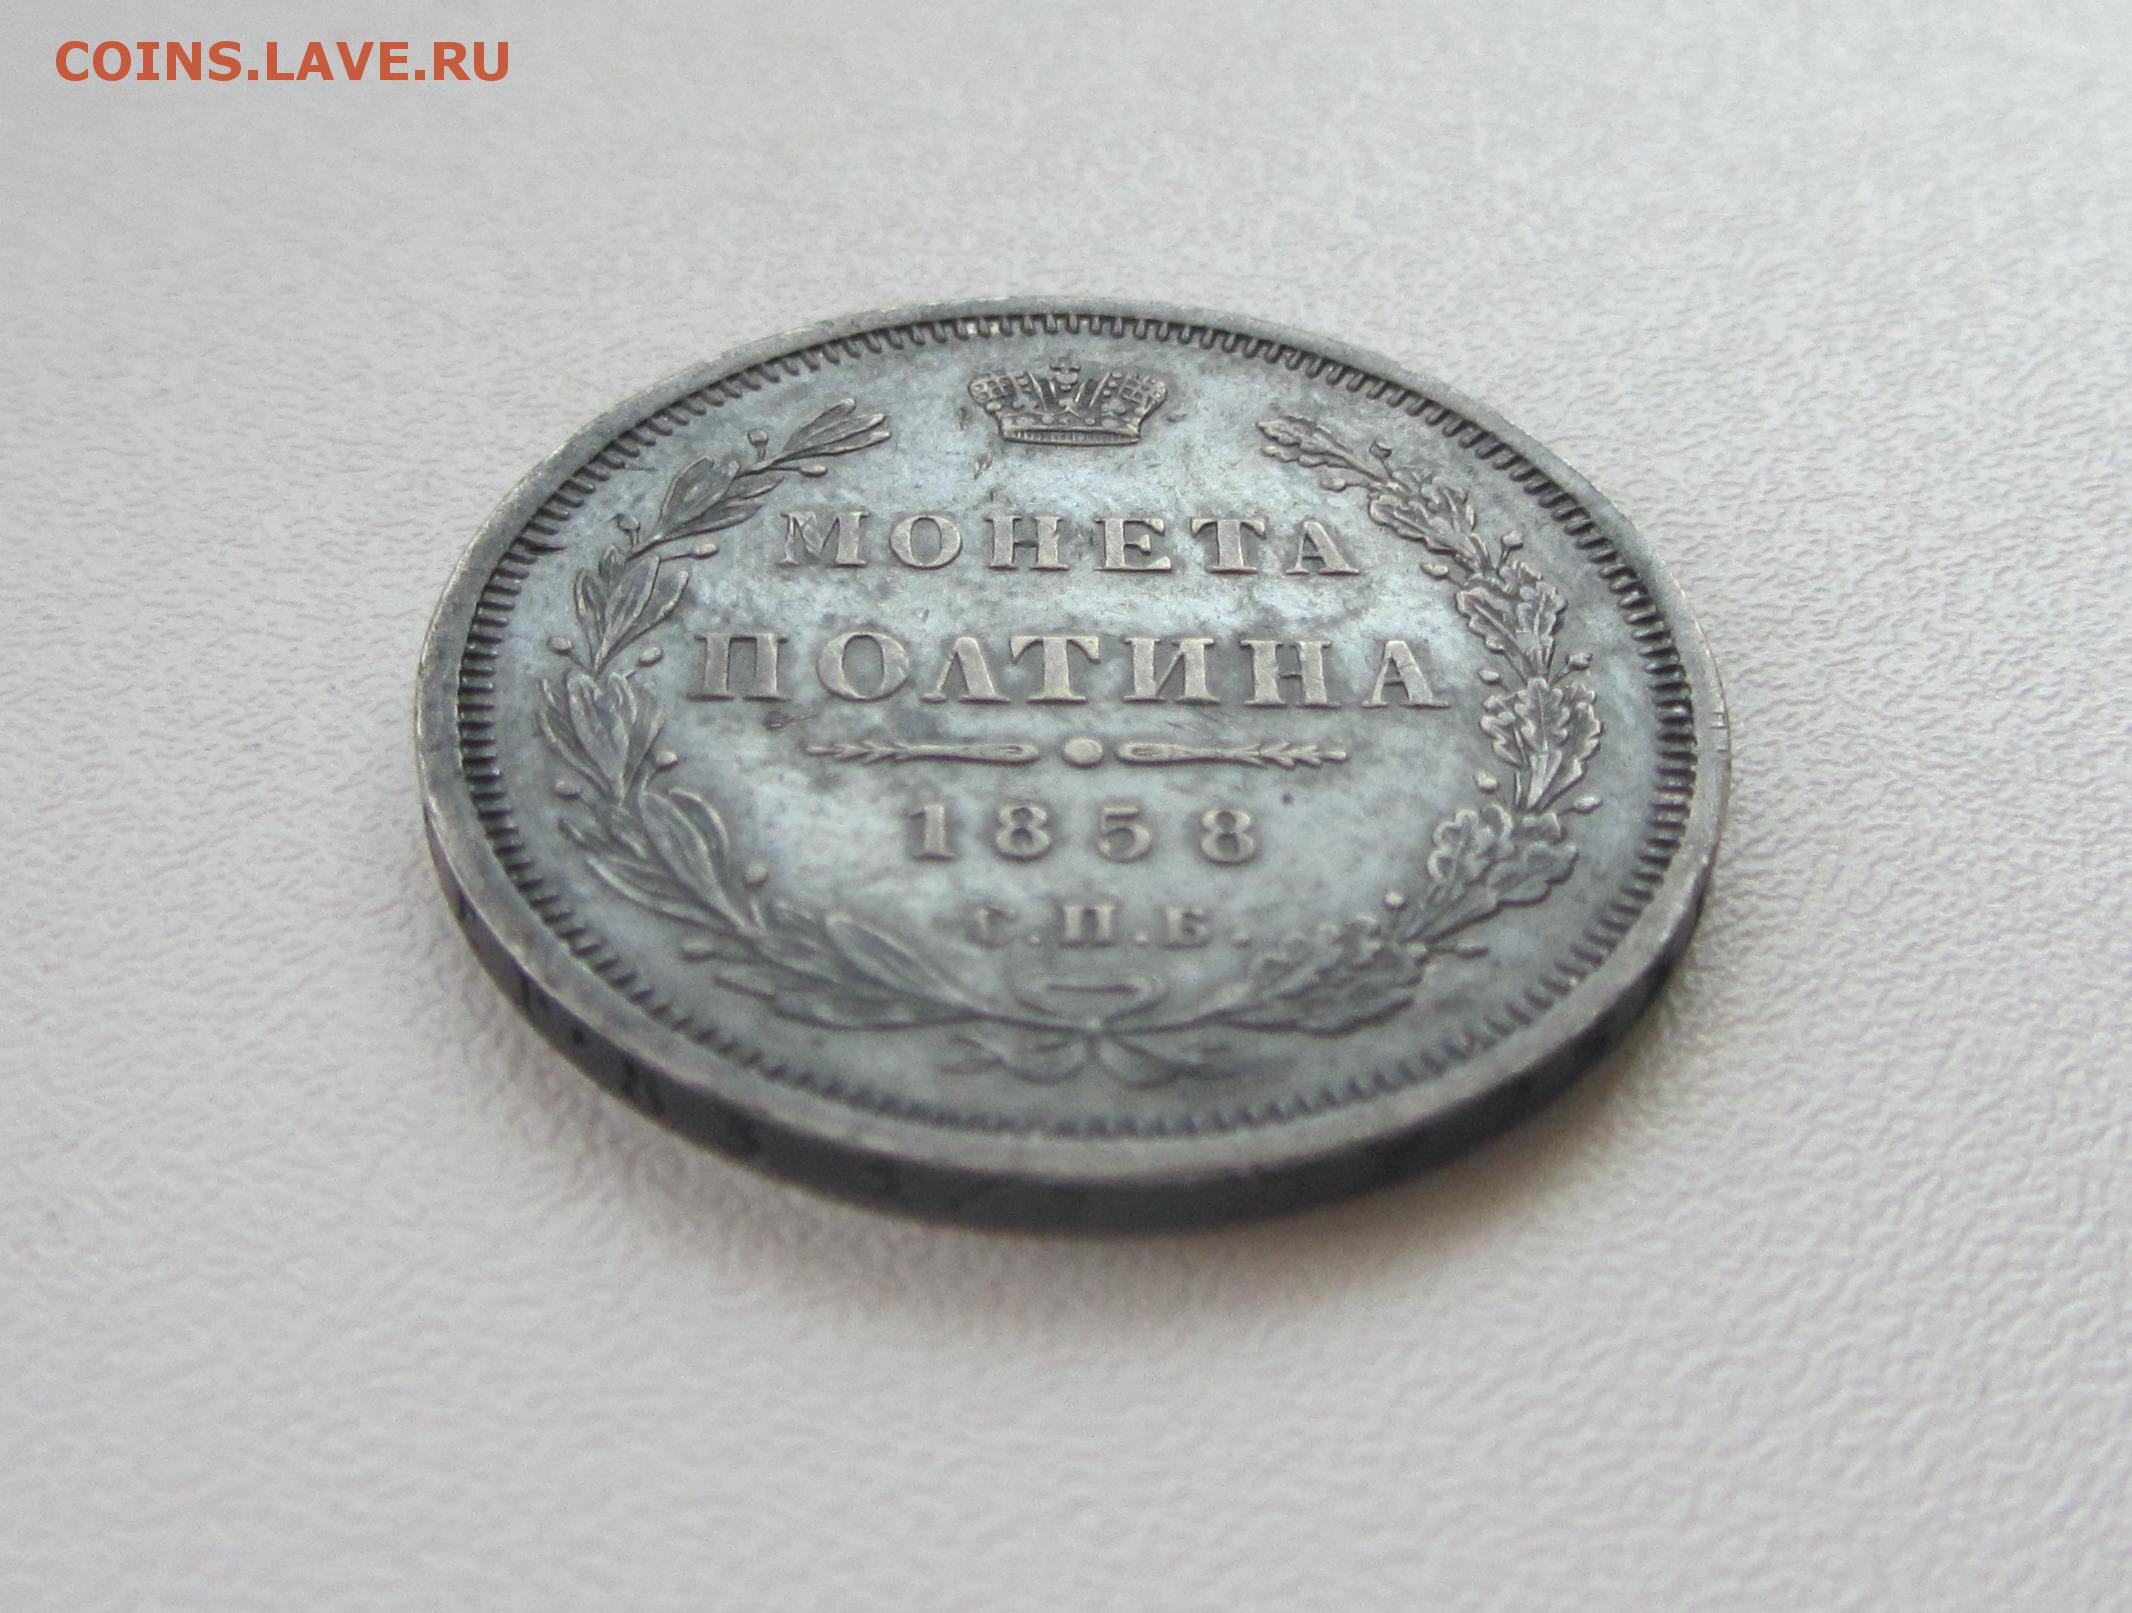 COINS.LAVE.RU
МОНЕТА
ПОЛТИНА
1858
С.П.Б.